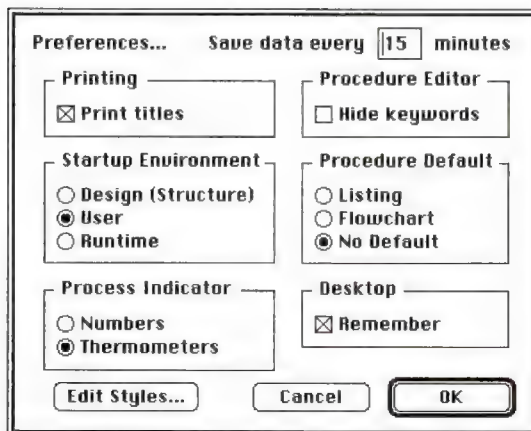 Preferences... Save data every 15 minutes
Printing
Print titles
Procedure Editor
Hide keywords
Startup Environment
Design (Structure)
User
Runtime
Procedure Default
Listing
Flowchart
No Default
Process Indicator
Numbers
Thermometers
Desktop
Remember
Edit Styles... Cancel OK